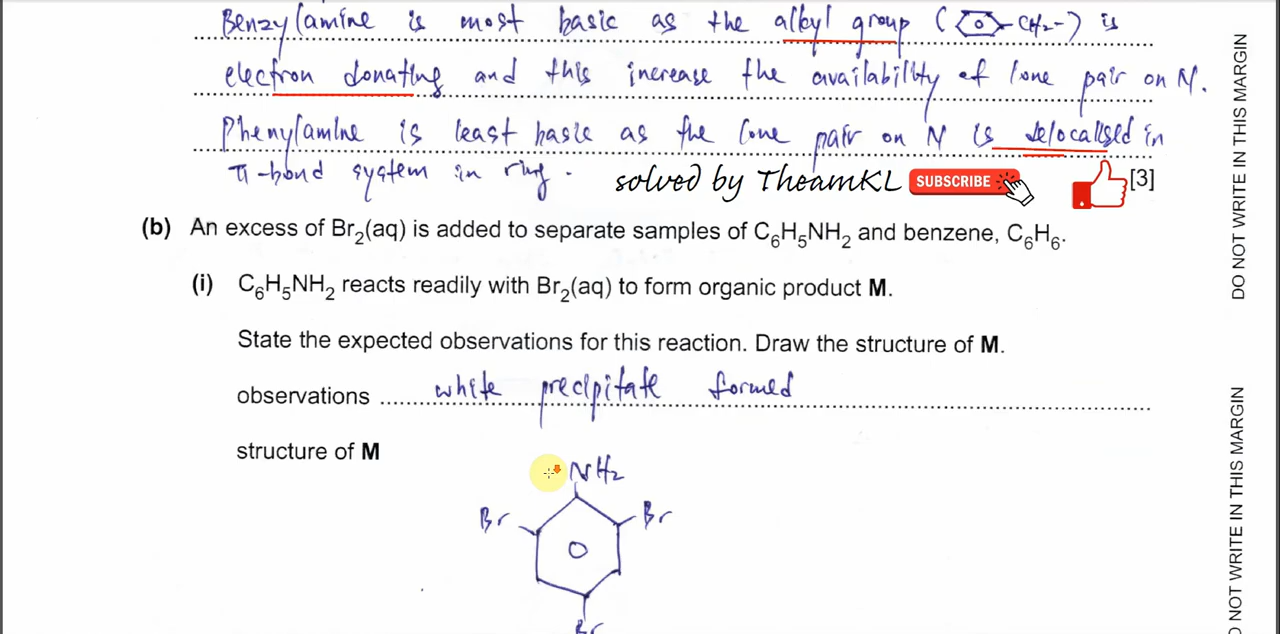 Benzylamine is most basic as the alkyl group ( -CH2-) is
electron donating and this increase the availability of lone pair on N.
Phenylamine is least basic as the lone pair on N is delocalised in
π-bond system in ring.
solved by TheamKL SUBSCRIBE [3]
(b) An excess of Br₂(aq) is added to separate samples of C₆H₅NH₂ and benzene, C₆H₆.
(i) C₆H₅NH₂ reacts readily with Br₂(aq) to form organic product M.
State the expected observations for this reaction. Draw the structure of M.
observations white precipitate formed
structure of M
NH₂
Br Br
Br
DO NOT WRITE IN THIS MARGIN
DO NOT WRITE IN THIS MARGIN